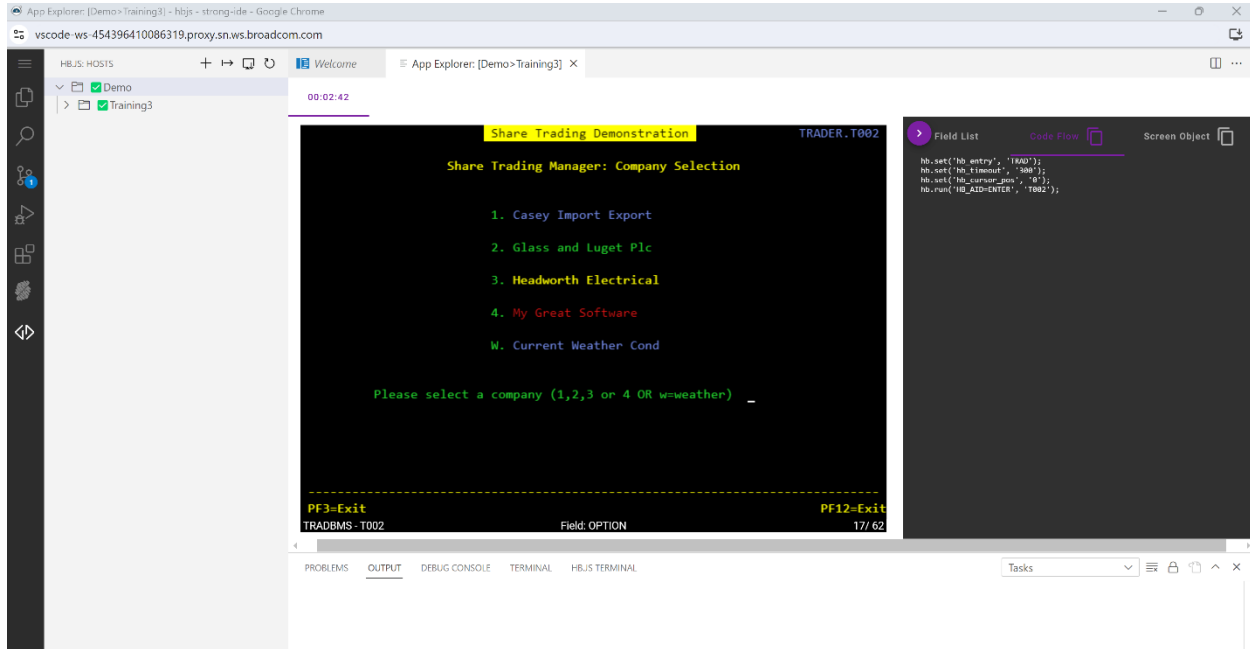 App Explorer: [Demo>Training3] - hbjs - strong-ide - Google Chrome
vscode-ws-454396410086319.proxy.sn.ws.broadcom.com
HBJS: HOSTS
Welcome
App Explorer: [Demo>Training3]
Demo
Training3
1
00:02:42
Share Trading Demonstration TRADER.T002
Share Trading Manager: Company Selection
1. Casey Import Export
2. Glass and Luget Plc
3. Headworth Electrical
4. My Great Software
W. Current Weather Cond
Please select a company (1,2,3 or 4 OR w=weather) _
PF3=Exit PF12=Exit
TRADBMS - T002 Field: OPTION 17/ 62
Field List Code Flow Screen Object
hb.set('hb_entry', 'TRAD');
hb.set('hb_timeout', '300');
hb.set('hb_cursor_pos', '0');
hb.run('HB_AID=ENTER', 'T002');
PROBLEMS OUTPUT DEBUG CONSOLE TERMINAL HBJS TERMINAL Tasks